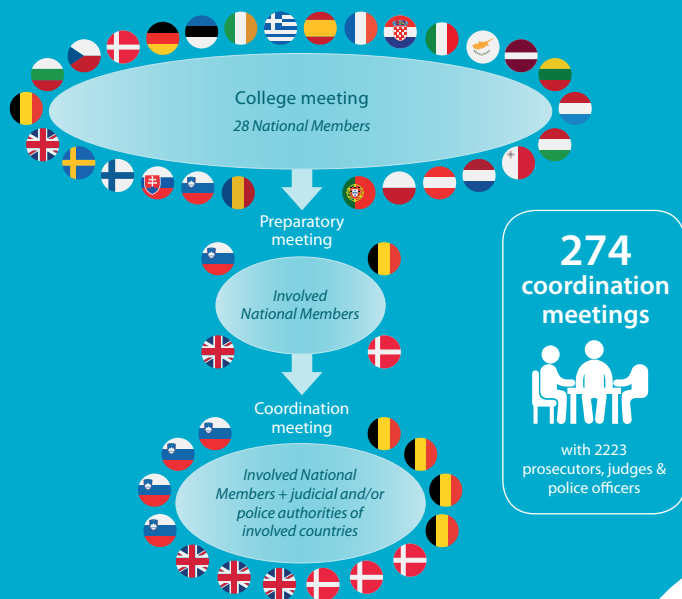 College meeting
28 National Members
Preparatory
meeting
Involved
National Members
Coordination
meeting
Involved National
Members + judicial and/or
police authorities of
involved countries
274
coordination
meetings
with 2223
prosecutors, judges &
police officers